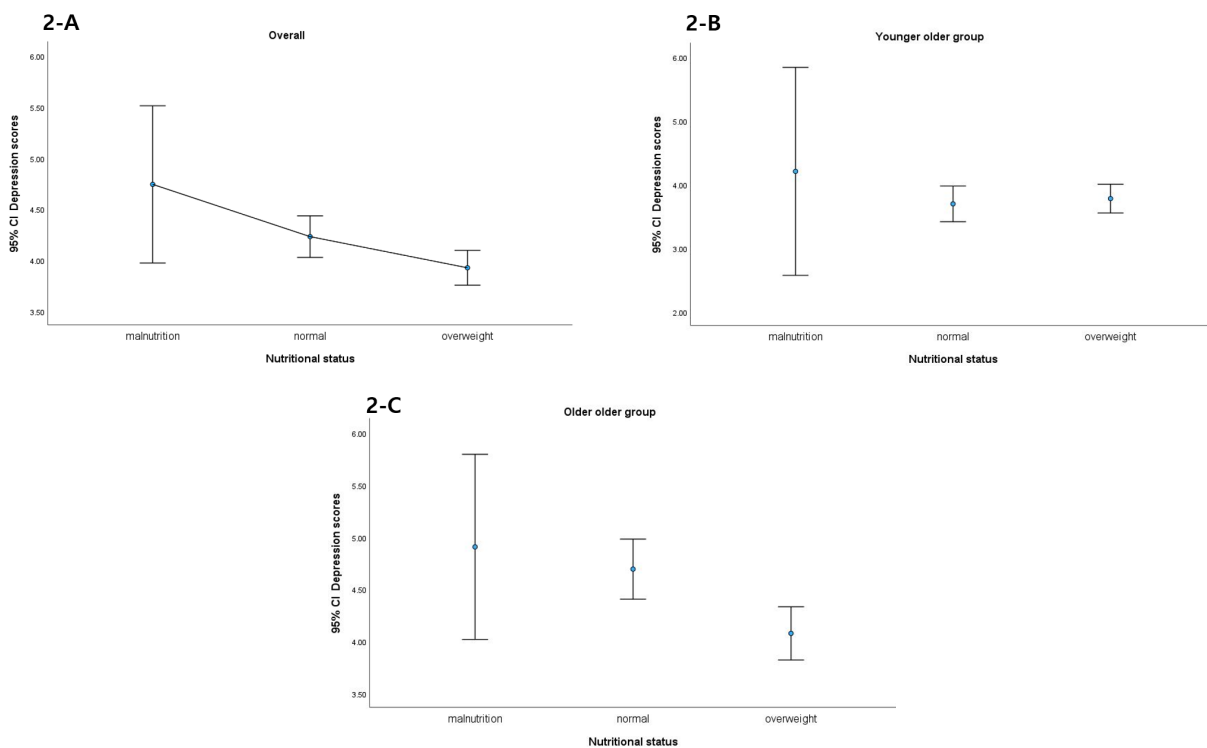 2-A
Overall
95% CI Depression scores
6.00
5.50
5.00
4.50
4.00
3.50
malnutrition normal overweight
Nutritional status
2-B
Younger older group
95% CI Depression scores
6.00
5.00
4.00
3.00
2.00
malnutrition normal overweight
Nutritional status
2-C
Older older group
95% CI Depression scores
6.00
5.50
5.00
4.50
4.00
3.50
malnutrition normal overweight
Nutritional status